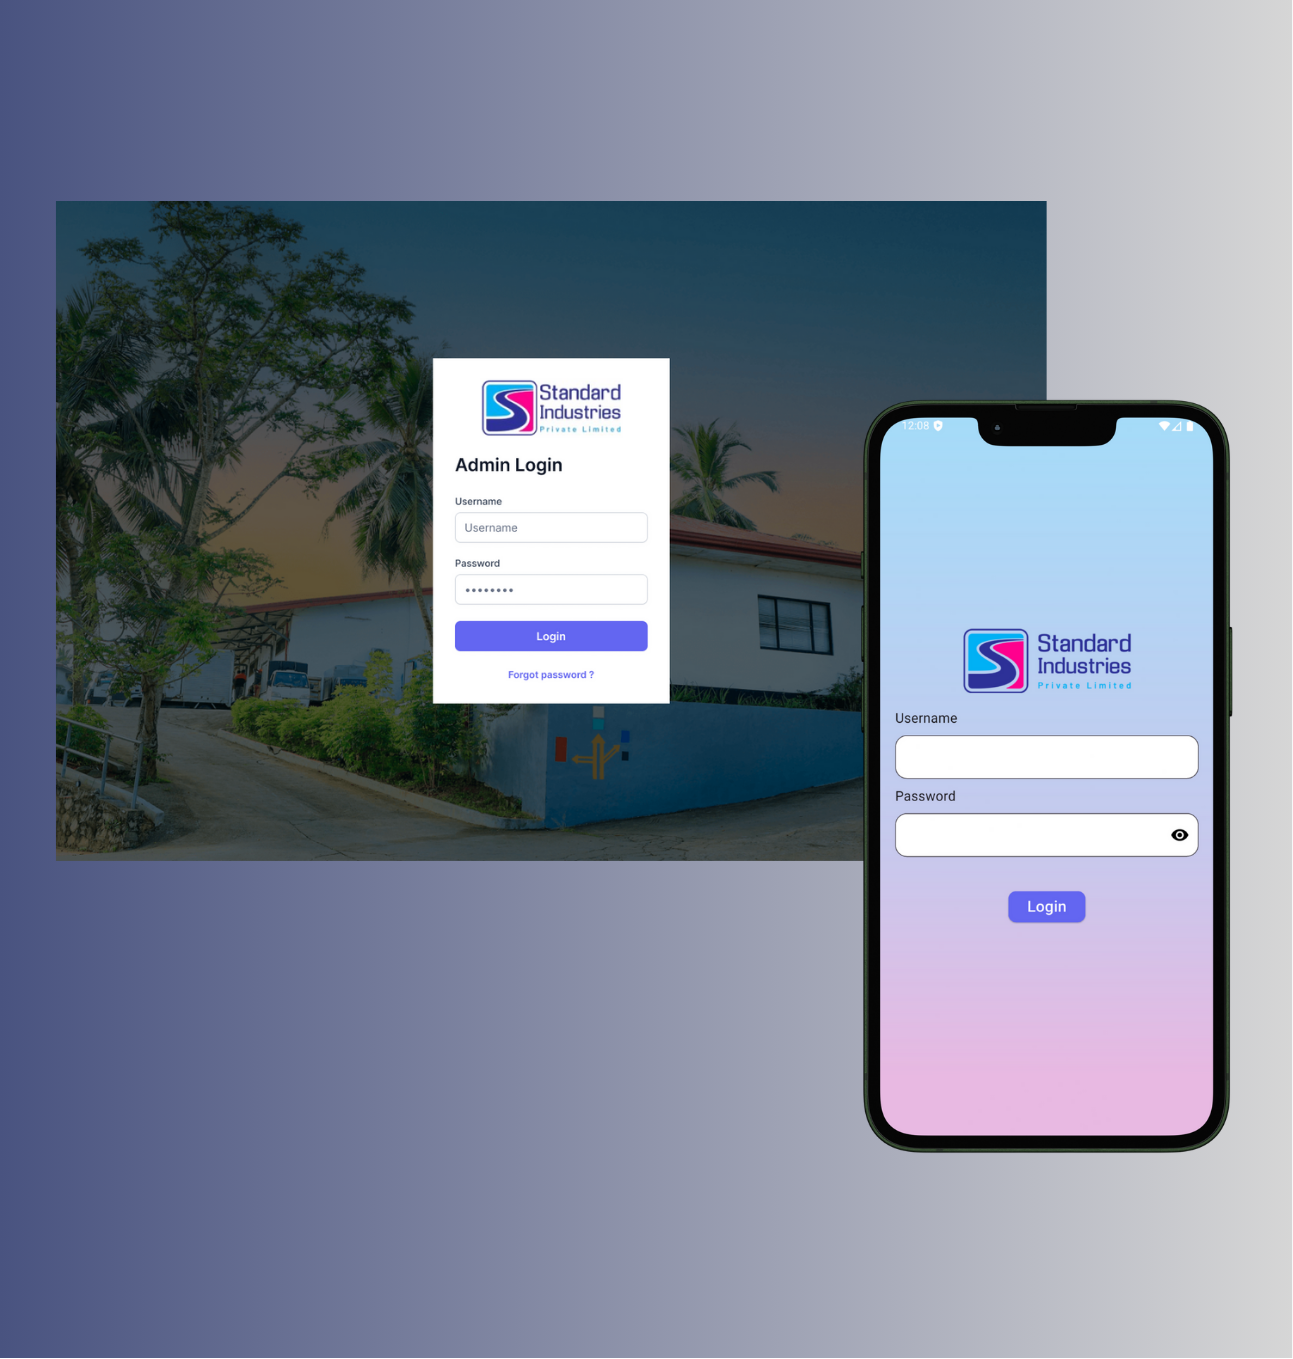 Standard
Industries
Private Limited
Admin Login
Username
Username
Password
••••••••
Login
Forgot password ?
12:08
Standard
Industries
Private Limited
Username
Password
Login